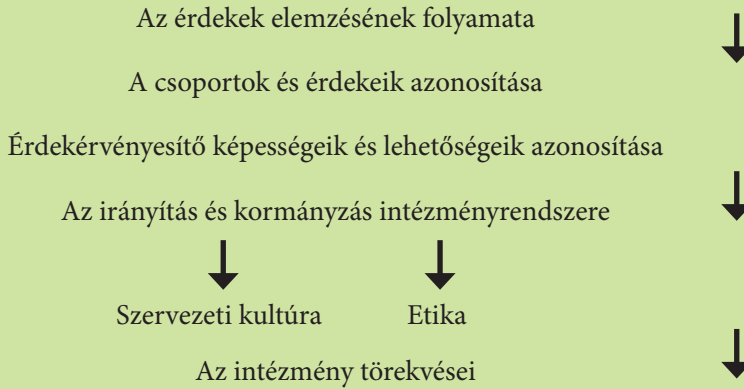 Az érdekek elemzésének folyamata
A csoportok és érdekeik azonosítása
Érdekérvényesítő képességeik és lehetőségeik azonosítása
Az irányítás és kormányzás intézményrendszere
Szervezeti kultúra Etika
Az intézmény törekvései